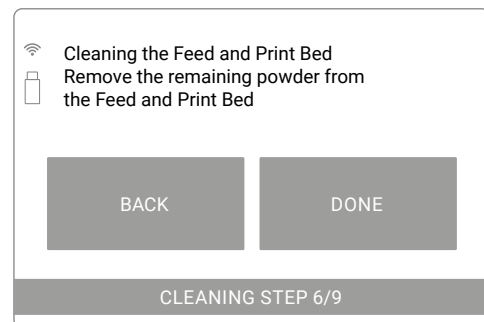 Cleaning the Feed and Print Bed
Remove the remaining powder from
the Feed and Print Bed
BACK
DONE
CLEANING STEP 6/9